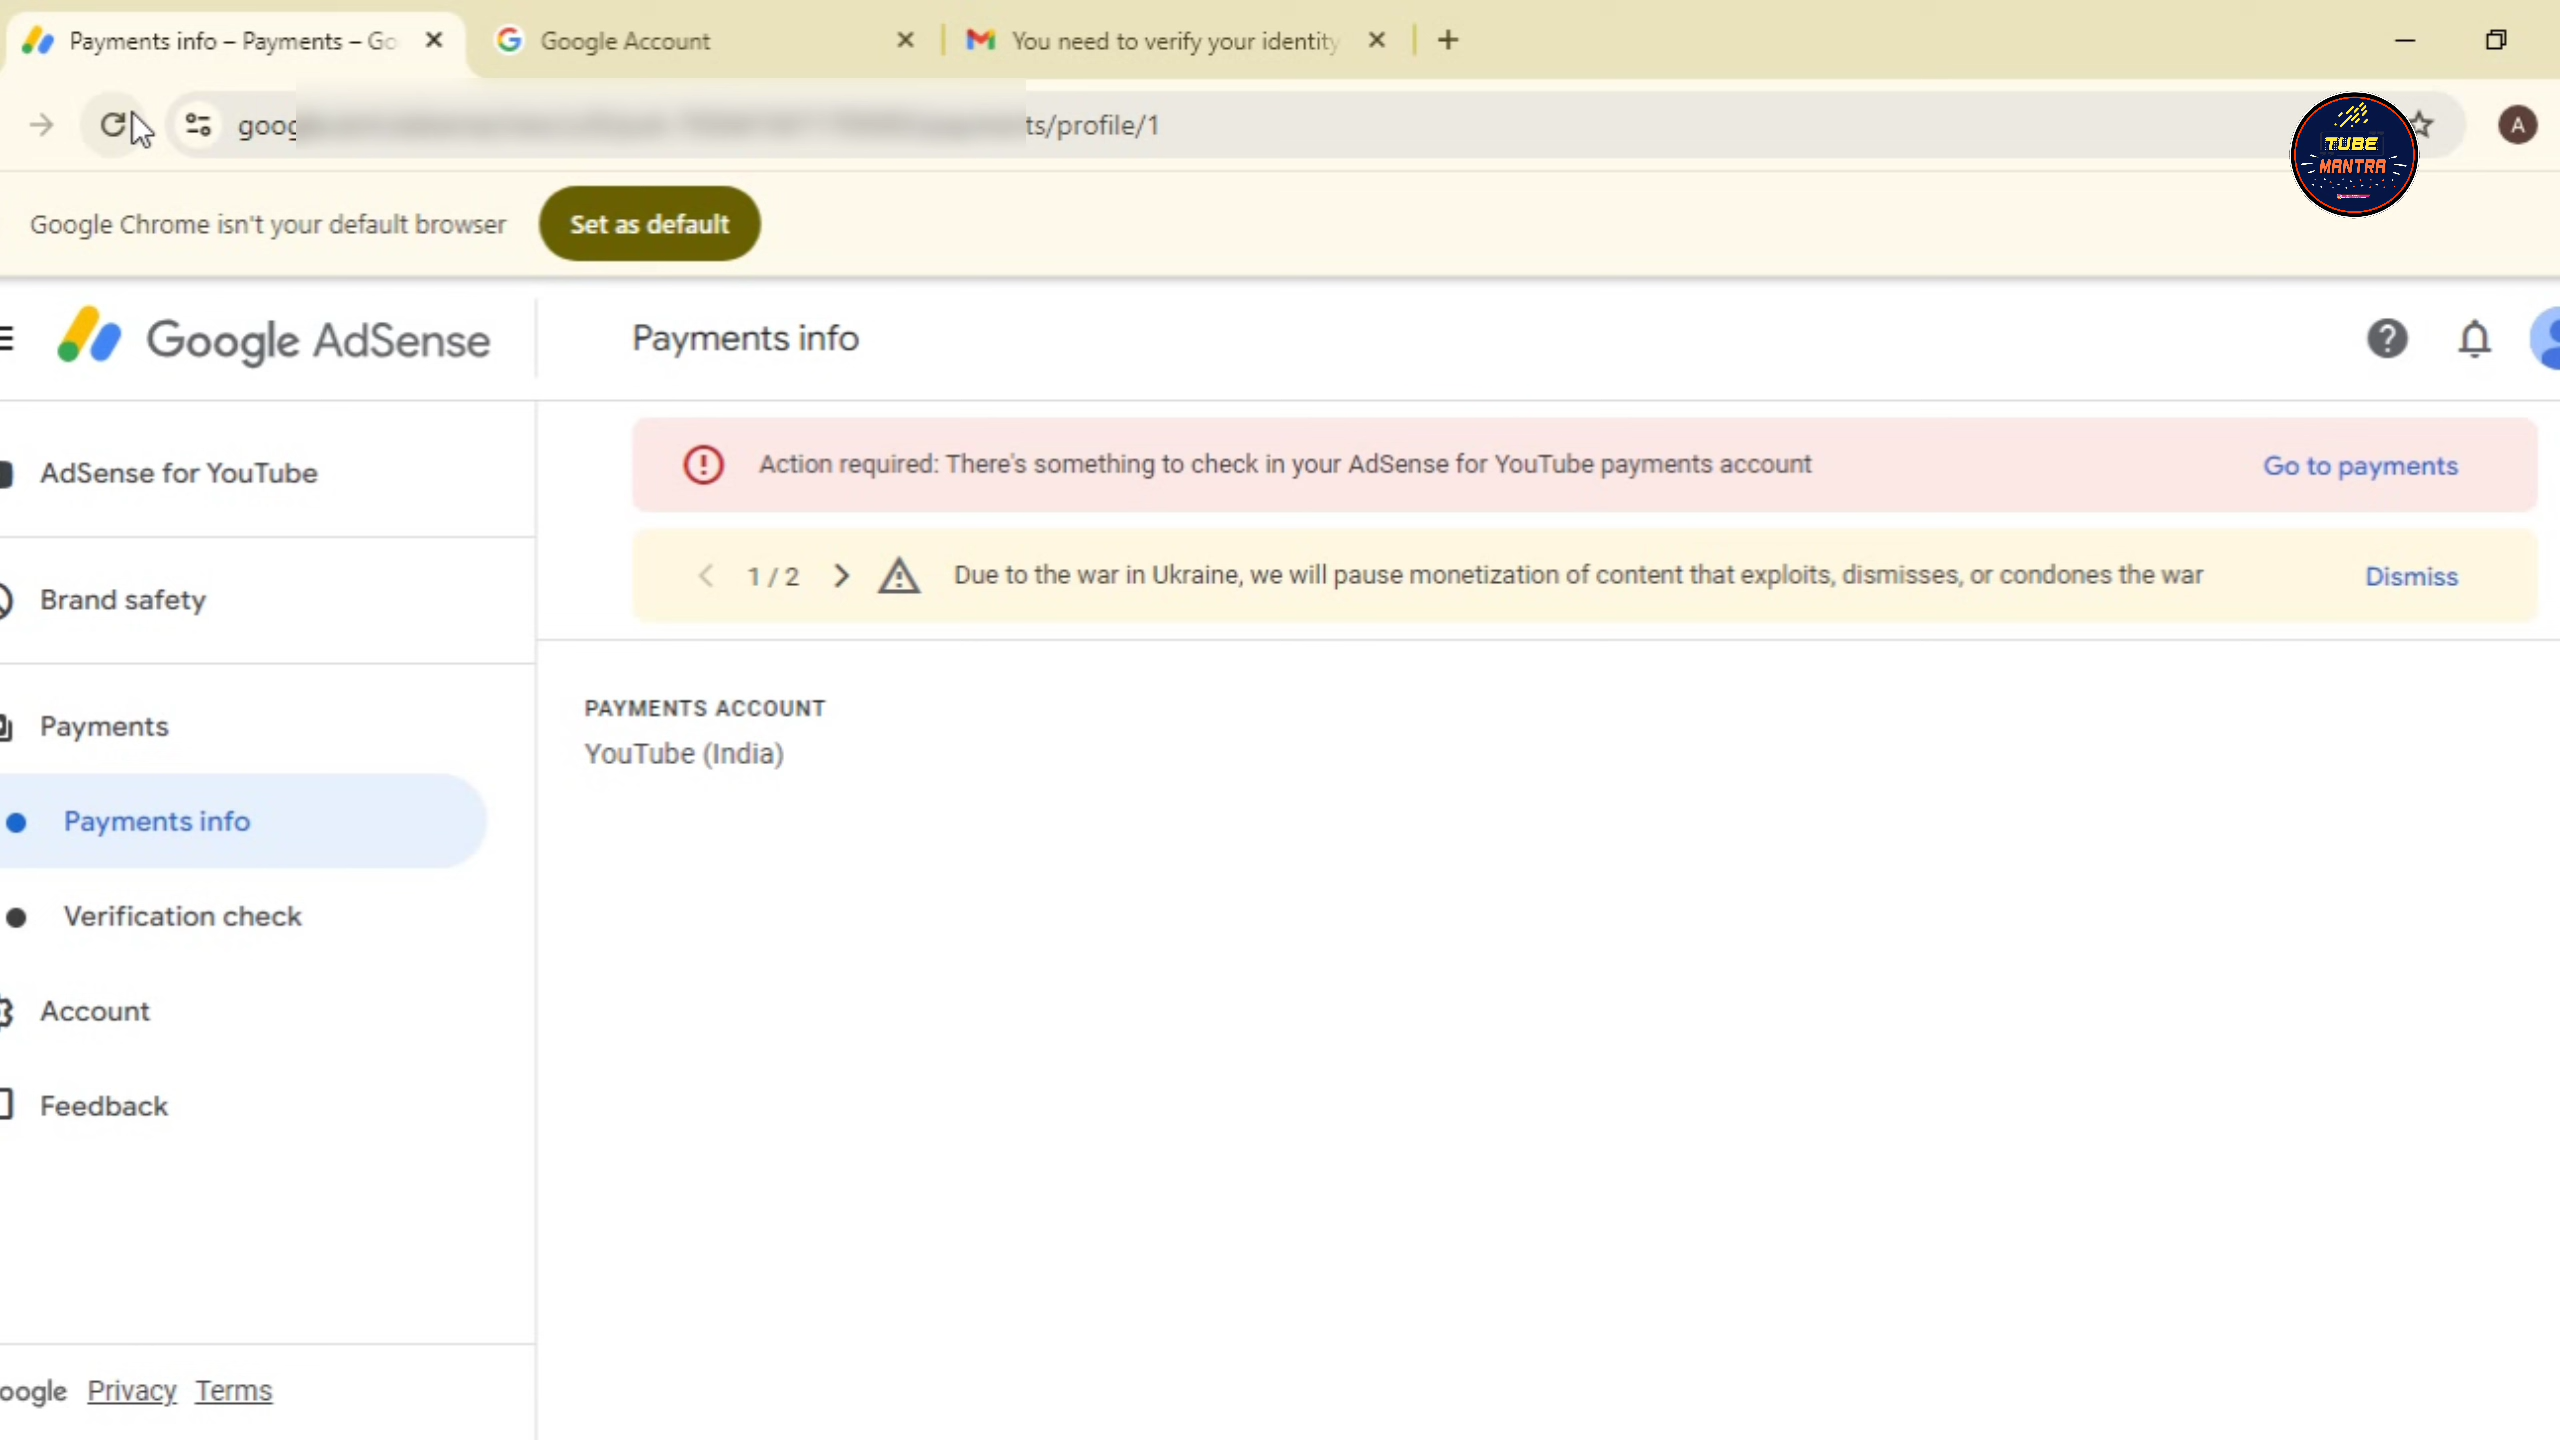 Payments info – Payments – Go
Google Account
You need to verify your identity
goog
ts/profile/1
A
TUBE
MANTRA
Google Chrome isn't your default browser
Set as default
Google AdSense
Payments info
Action required: There's something to check in your AdSense for YouTube payments account
Go to payments
1 / 2
Due to the war in Ukraine, we will pause monetization of content that exploits, dismisses, or condones the war
Dismiss
AdSense for YouTube
Brand safety
Payments
Payments info
Verification check
Account
Feedback
PAYMENTS ACCOUNT
YouTube (India)
oogle Privacy Terms